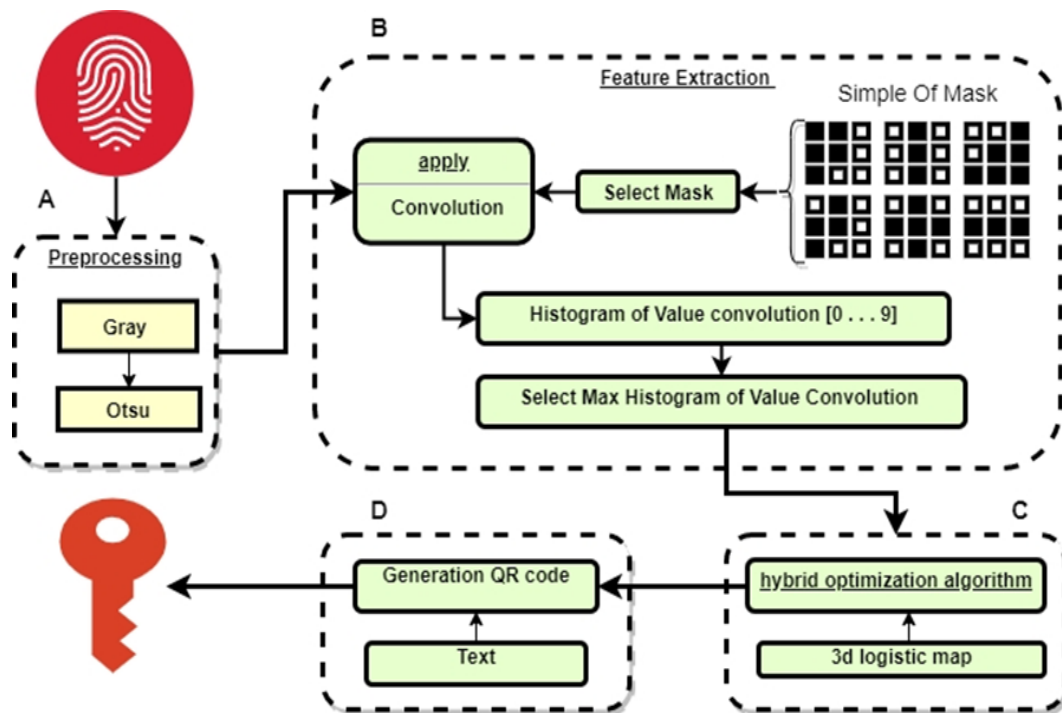 A
Preprocessing
Gray
Otsu
B
Feature Extraction
Simple Of Mask
apply
Convolution
Select Mask
Histogram of Value convolution [0 . . . 9]
Select Max Histogram of Value Convolution
C
hybrid optimization algorithm
3d logistic map
D
Generation QR code
Text